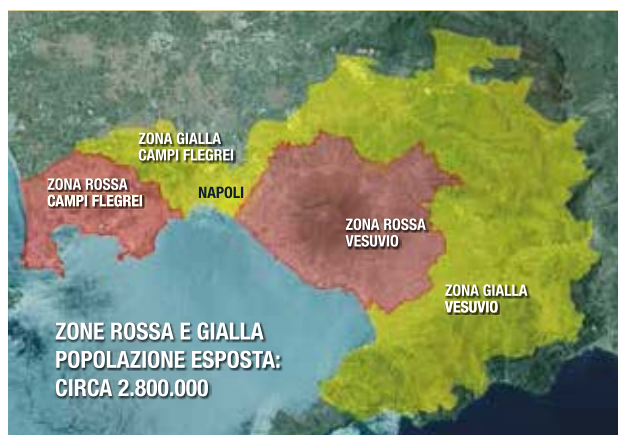 ZONA GIALLA
CAMPI FLEGREI
ZONA ROSSA
CAMPI FLEGREI
NAPOLI
ZONA ROSSA
VESUVIO
ZONA GIALLA
VESUVIO
ZONE ROSSA E GIALLA
POPOLAZIONE ESPOSTA:
CIRCA 2.800.000